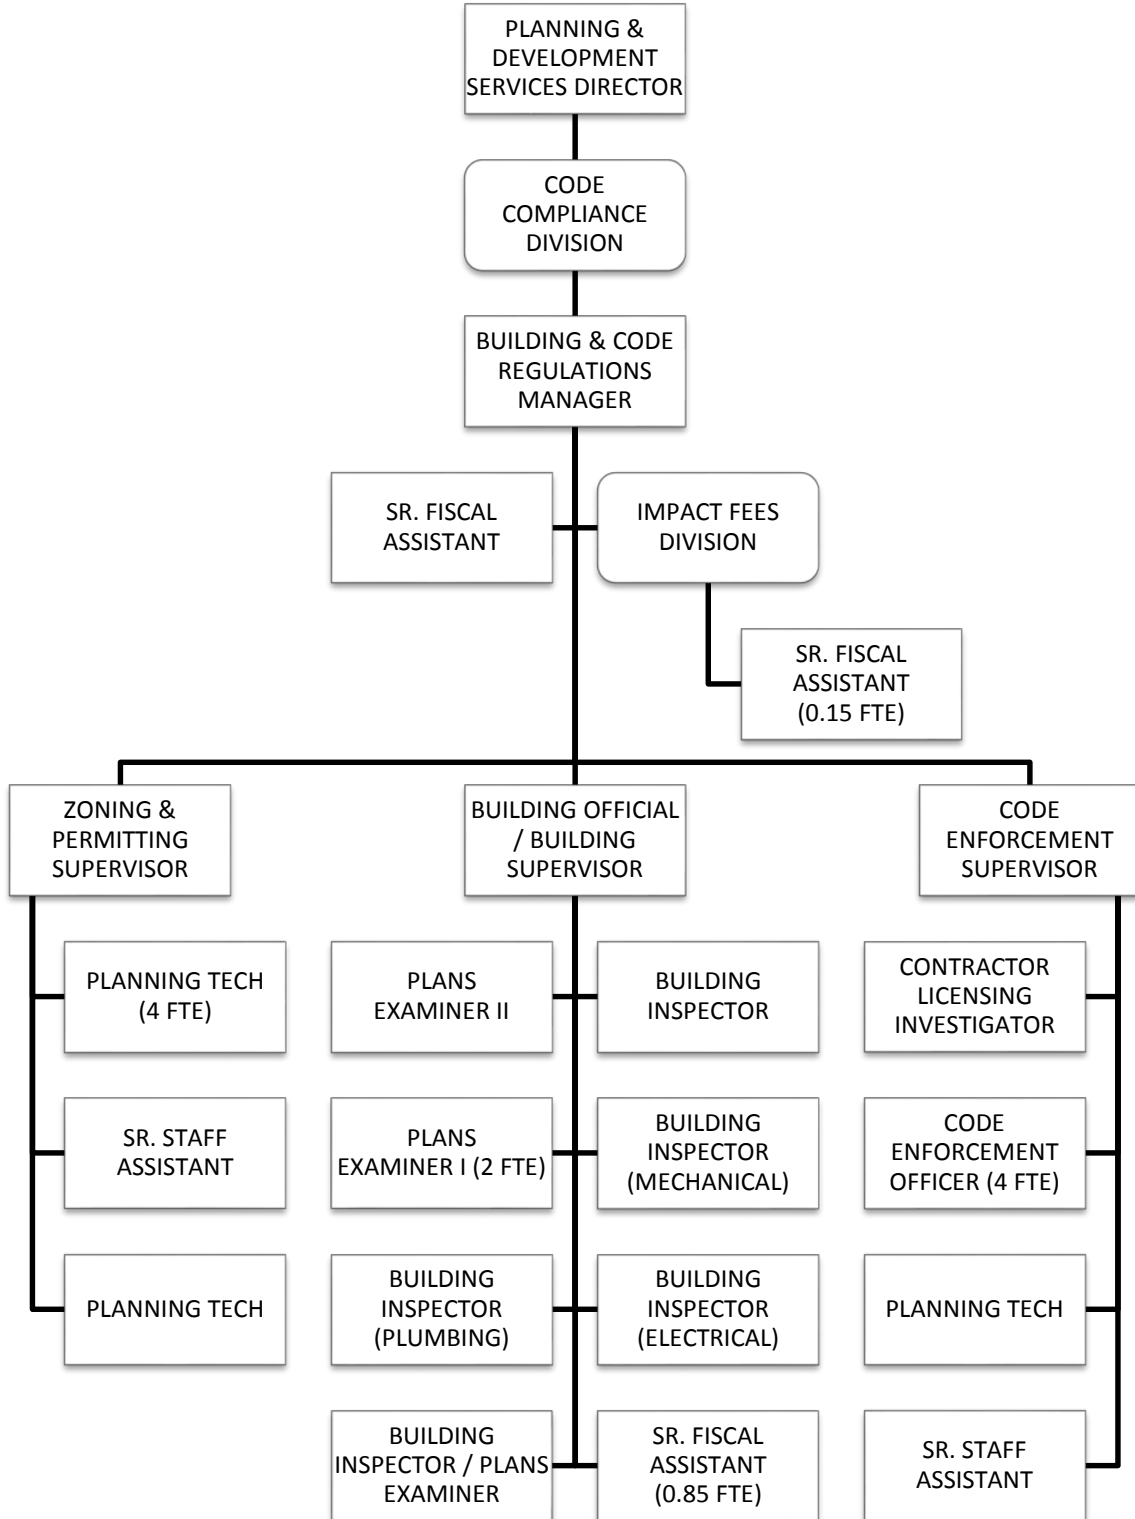 PLANNING &
DEVELOPMENT
SERVICES DIRECTOR
CODE
COMPLIANCE
DIVISION
BUILDING & CODE
REGULATIONS
MANAGER
SR. FISCAL
ASSISTANT
IMPACT FEES
DIVISION
SR. FISCAL
ASSISTANT
(0.15 FTE)
ZONING &
PERMITTING
SUPERVISOR
BUILDING OFFICIAL
/ BUILDING
SUPERVISOR
CODE
ENFORCEMENT
SUPERVISOR
PLANNING TECH
(4 FTE)
PLANS
EXAMINER II
BUILDING
INSPECTOR
CONTRACTOR
LICENSING
INVESTIGATOR
SR. STAFF
ASSISTANT
PLANS
EXAMINER I (2 FTE)
BUILDING
INSPECTOR
(MECHANICAL)
CODE
ENFORCEMENT
OFFICER (4 FTE)
PLANNING TECH
BUILDING
INSPECTOR
(PLUMBING)
BUILDING
INSPECTOR
(ELECTRICAL)
PLANNING TECH
BUILDING
INSPECTOR / PLANS
EXAMINER
SR. FISCAL
ASSISTANT
(0.85 FTE)
SR. STAFF
ASSISTANT